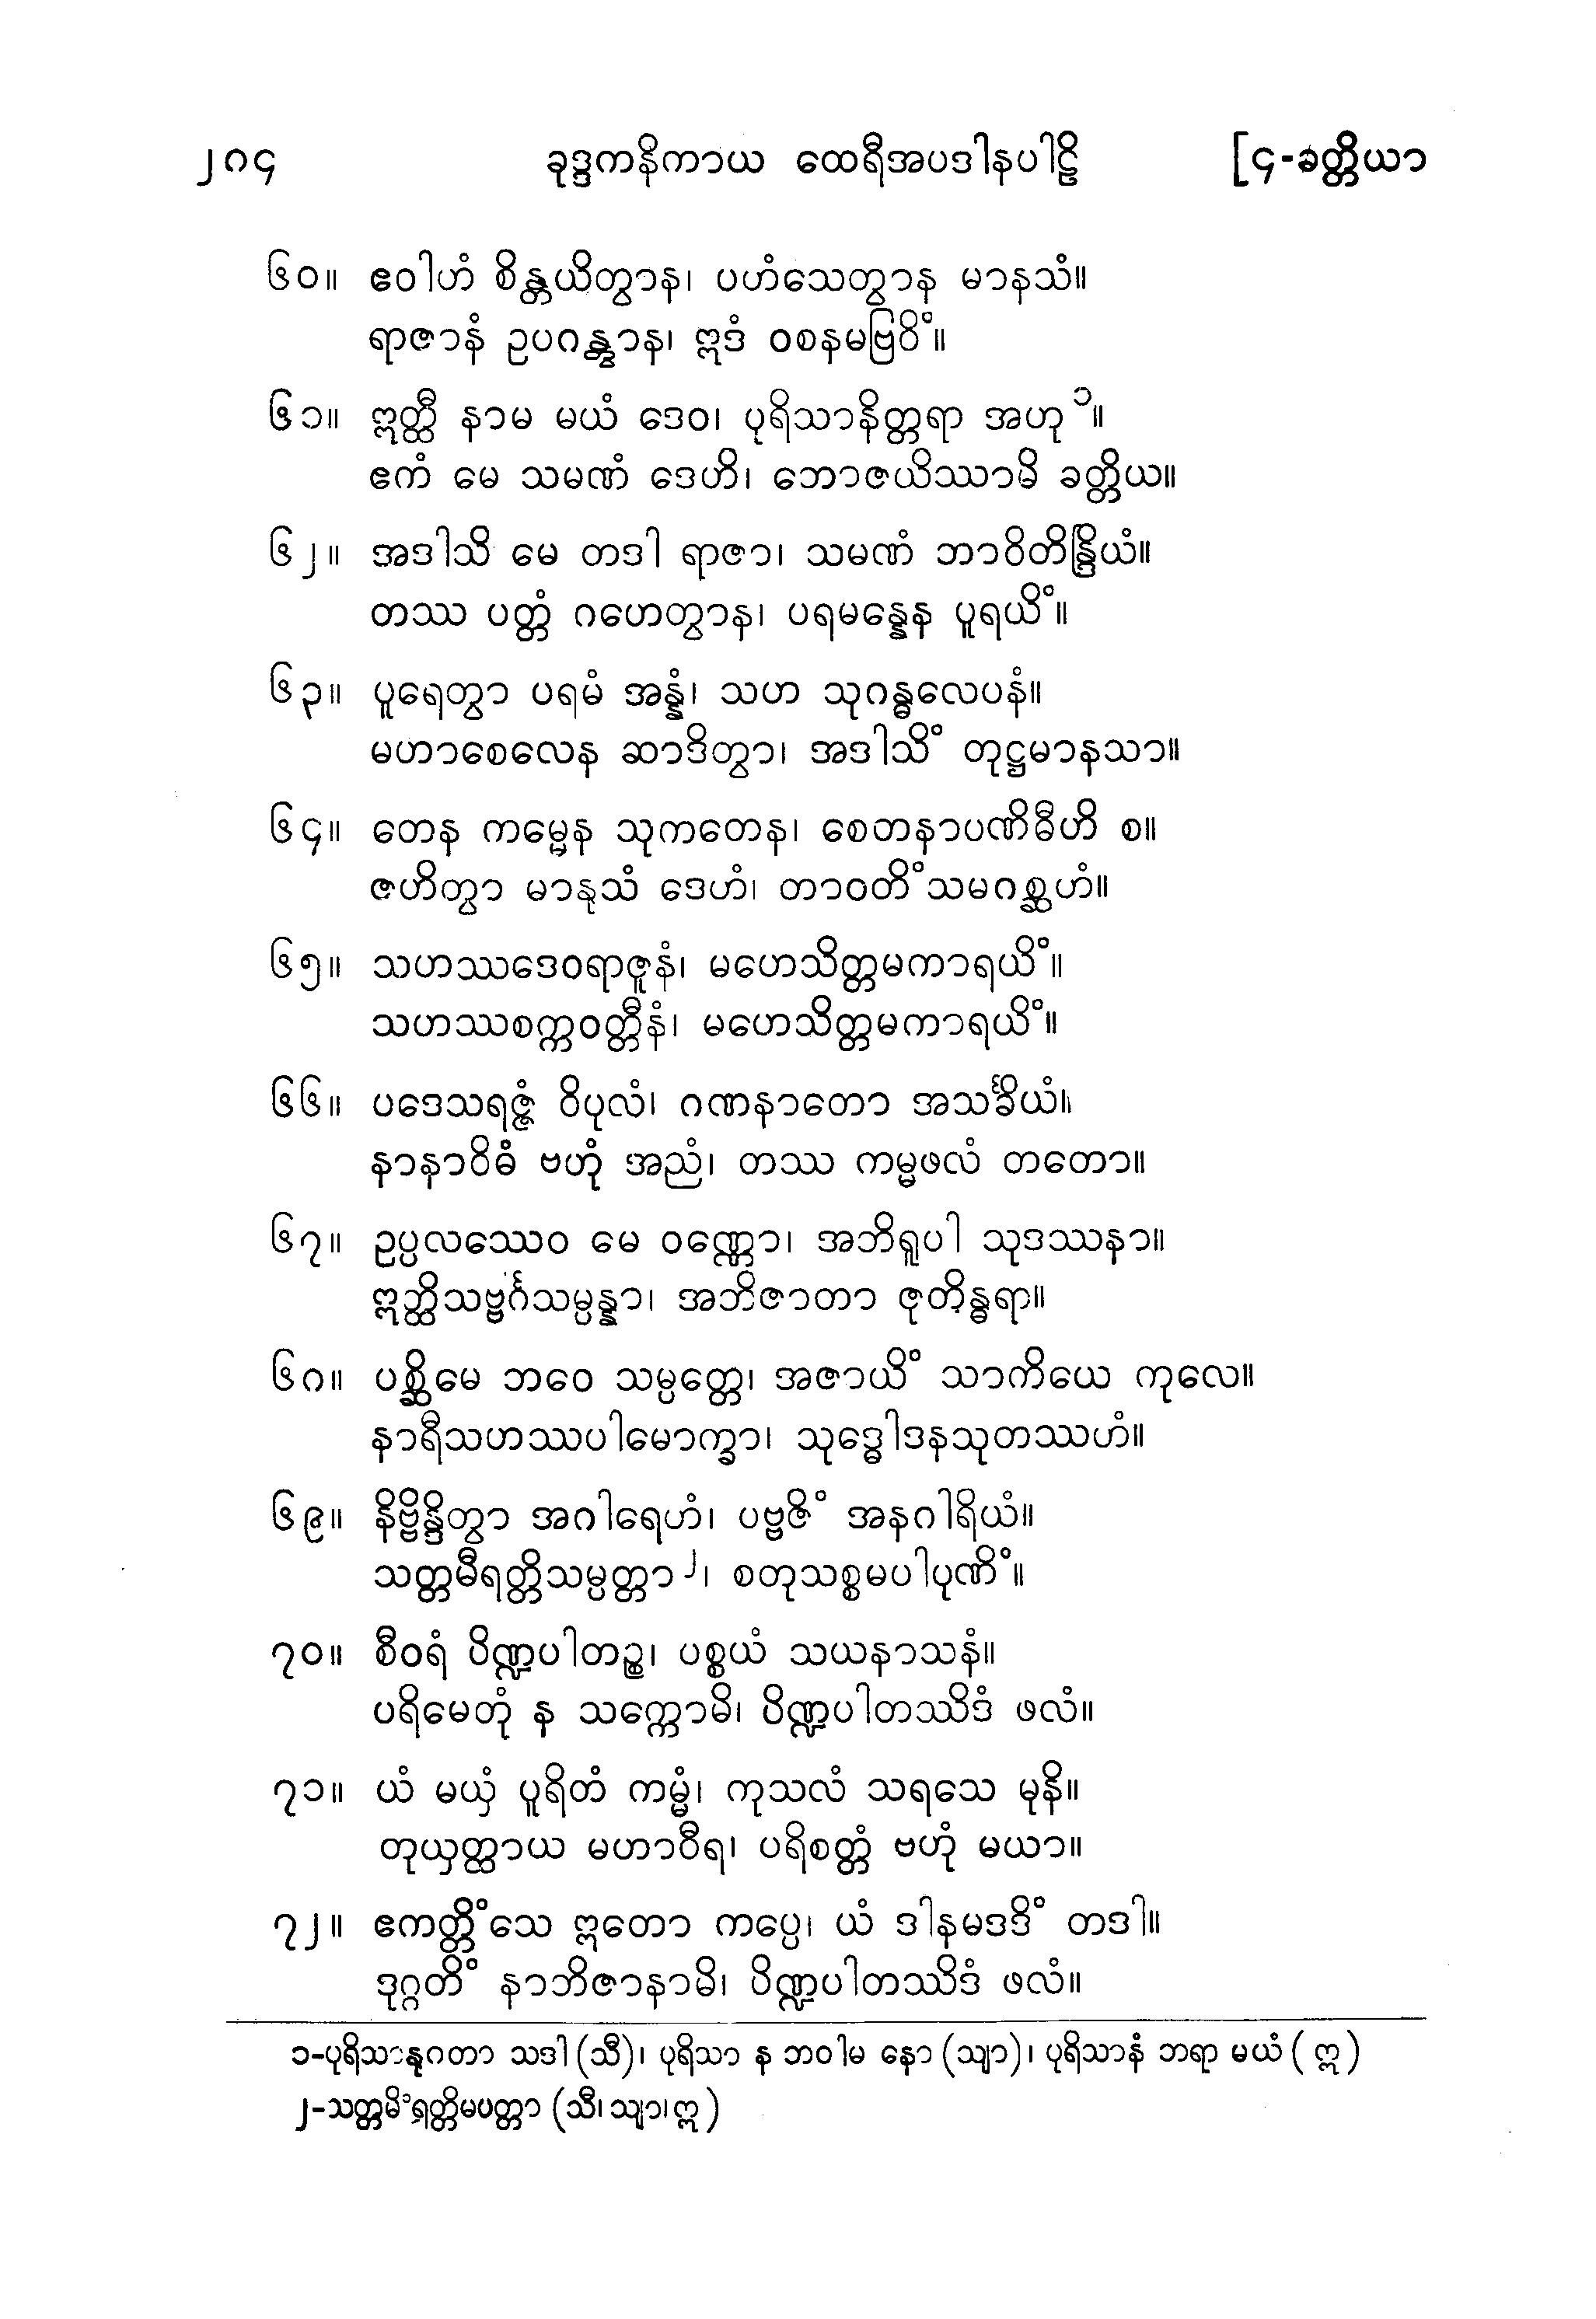 ၂၈၄ ခုဒ္ဒကနိကာယ ထေရီအပဒါနပါဠိ [၄-ခတ္တိယာ
၆၀။ ဧဝါဟံ စိန္တယိတွာန၊ ပဟံသေတွာန မာနသံ။
ရာဇာနံ ဥပဂန္တွာန၊ ဣဒံ ဝစနမဗြဝိံ။
၆၁။ ဣတ္ထီ နာမ မယံ ဒေဝ၊ ပုရိသာနိတ္တရာ အဟု ၁။
ဧကံ မေ သမဏံ ဒေဟိ၊ ဘောဇယိဿာမိ ခတ္တိယ။
၆၂။ အဒါသိ မေ တဒါ ရာဇာ၊ သမဏံ ဘာဝိတိန္ဒြိယံ။
တဿ ပတ္တံ ဂဟေတွာန၊ ပရမန္နေန ပူရယိံ။
၆၃။ ပူရေတွာ ပရမံ အန္နံ၊ သဟ သုဂန္ဓလေပနံ။
မဟာစေလေန ဆာဒိတွာ၊ အဒါသိံ တုဋ္ဌမာနသာ။
၆၄။ တေန ကမ္မေန သုကတေန၊ စေတနာပဏိဓီဟိ စ။
ဇဟိတွာ မာနုသံ ဒေဟံ၊ တာဝတိံသမဂစ္ဆဟံ။
၆၅။ သဟဿဒေဝရာဇူနံ၊ မဟေသိတ္တမကာရယိံ။
သဟဿစက္ကဝတ္တီနံ၊ မဟေသိတ္တမကာရယိံ။
၆၆။ ပဒေသရဇ္ဇံ ဝိပုလံ၊ ဂဏနာတော အသင်္ခိယံ။
နာနာဝိဓံ ဗဟုံ အညံ၊ တဿ ကမ္မဖလံ တတော။
၆၇။ ဥပ္ပလဿေဝ မေ ဝဏ္ဏော၊ အဘိရူပါ သုဒဿနာ။
ဣတ္ထိသဗ္ဗင်္ဂသမ္ပန္နာ၊ အဘိဇာတာ ဇုတိန္ဓရာ။
၆၈။ ပစ္ဆိမေ ဘဝေ သမ္ပတ္တေ၊ အဇာယိံ သာကိယေ ကုလေ။
နာရီသဟဿပါမောက္ခာ၊ သုဒ္ဓေါဒနသုတဿဟံ။
၆၉။ နိဗ္ဗိန္ဒိတွာ အဂါရေဟံ၊ ပဗ္ဗဇိံ အနဂါရိယံ။
သတ္တမီရတ္တိသမ္ပတ္တာ ၂၊ စတုသစ္စမပါပုဏိံ။
၇၀။ စီဝရံ ပိဏ္ဍပါတဉ္စ၊ ပစ္စယံ သယနာသနံ။
ပရိမေတုံ န သက္ကောမိ၊ ပိဏ္ဍပါတဿိဒံ ဖလံ။
၇၁။ ယံ မယှံ ပူရိတံ ကမ္မံ၊ ကုသလံ သရသေ မုနိ။
တုယှတ္ထာယ မဟာဝီရ၊ ပရိစတ္တံ ဗဟုံ မယာ။
၇၂။ ဧကတ္တိံသေ ဣတော ကပ္ပေ၊ ယံ ဒါနမဒဒိံ တဒါ။
ဒုဂ္ဂတိံ နာဘိဇာနာမိ၊ ပိဏ္ဍပါတဿိဒံ ဖလံ။
၁-ပုရိသာနုဂတာ သဒါ (သီ)၊ ပုရိသာ န ဘဝါမ နော (သျာ)၊ ပုရိသာနံ ဘရာ မယံ ( ဣ )
၂-သတ္တမိံရတ္တိမပတ္တာ (သီ၊ သျာ၊ ဣ )